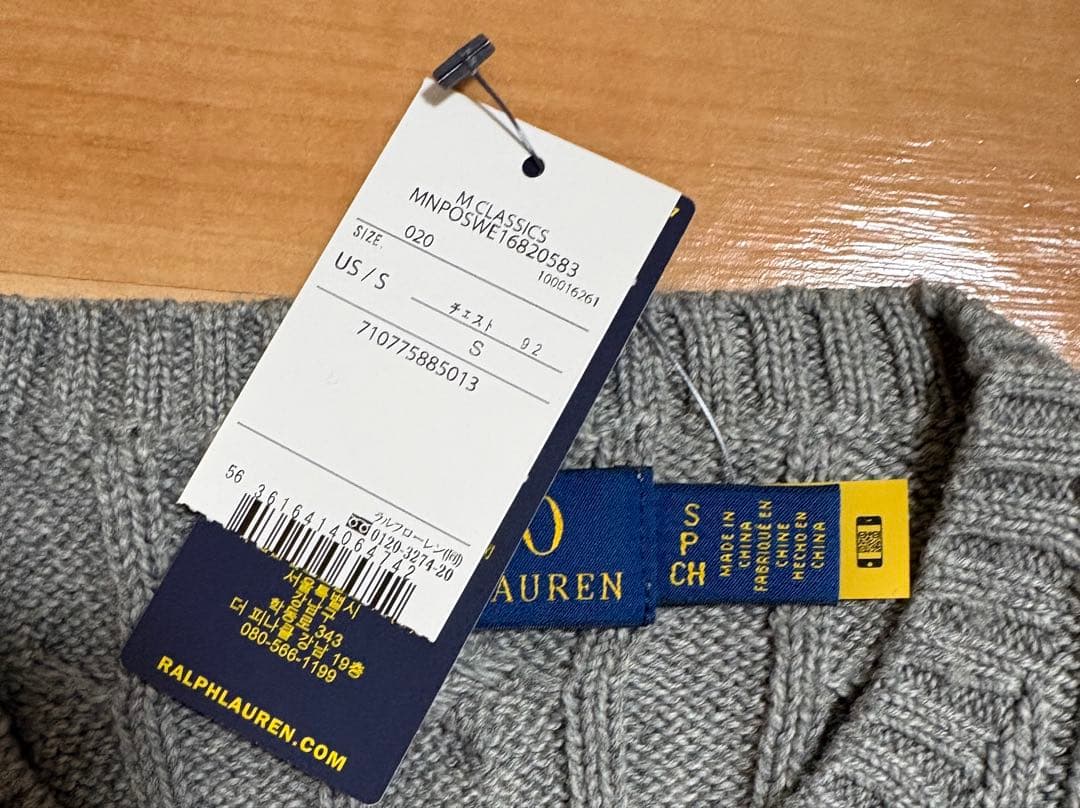 M CLASSICS
MNPOSWE16820583
100016261
SIZE. 020
US / S
チェスト 92
S
710775885013
ラルフローレン(株)
0120-3274-20
56 3616414064742
서울특별시
강남구
학동로 343
더 피나클 강남 19층
080-566-1199
RALPHLAUREN.COM
O
AUREN
S
P
CH
MADE IN
CHINA
FABRIQUÉ EN
CHINE
HECHO EN
CHINA